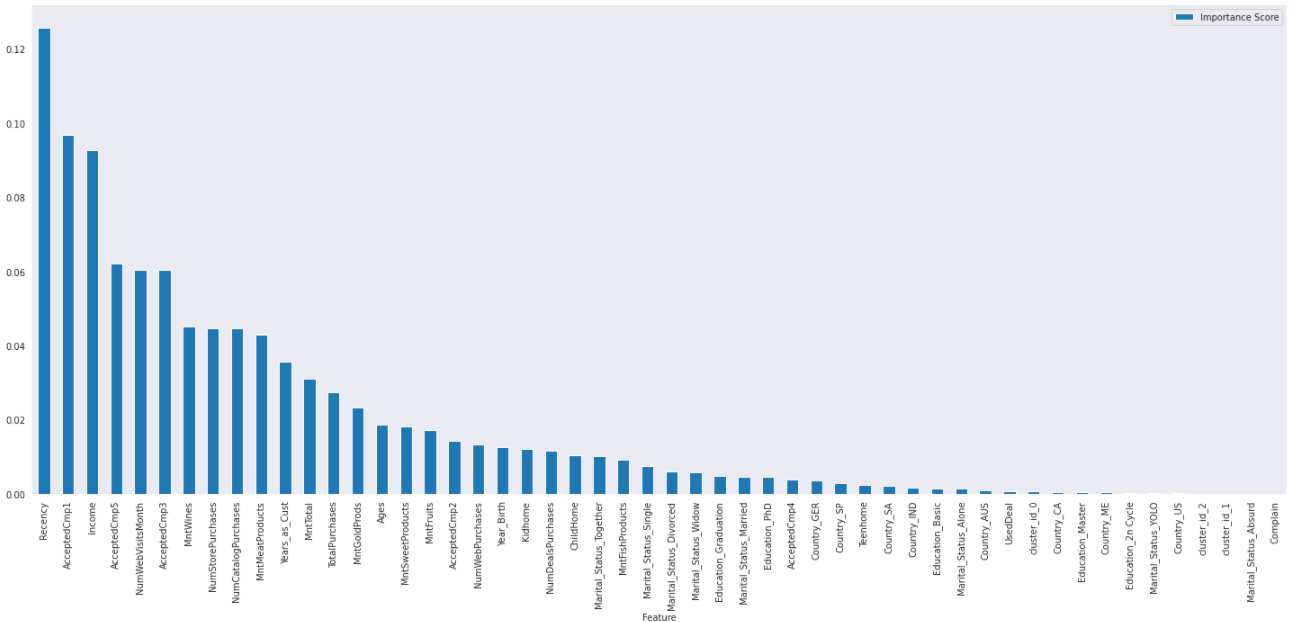 Importance Score
0.12
0.10
0.08
0.06
0.04
0.02
0.00
Recency
AcceptedCmp1
Income
AcceptedCmp5
NumWebVisitsMonth
AcceptedCmp3
MntWines
NumStorePurchases
NumCatalogPurchases
MntMeatProducts
Years_as_Cust
MntTotal
TotalPurchases
MntGoldProds
Ages
MntSweetProducts
MntFruits
AcceptedCmp2
NumWebPurchases
Year_Birth
Kidhome
NumDealsPurchases
ChildHome
Marital_Status_Together
MntFishProducts
Marital_Status_Single
Marital_Status_Divorced
Marital_Status_Widow
Education_Graduation
Marital_Status_Married
Education_PhD
AcceptedCmp4
Country_GER
Country_SP
Teenhome
Country_SA
Country_IND
Education_Basic
Marital_Status_Alone
Country_AUS
UsedDeal
cluster_id_0
Country_CA
Education_Master
Country_ME
Education_2n Cycle
Marital_Status_YOLO
Country_US
cluster_id_2
cluster_id_1
Marital_Status_Absurd
Complain
Feature